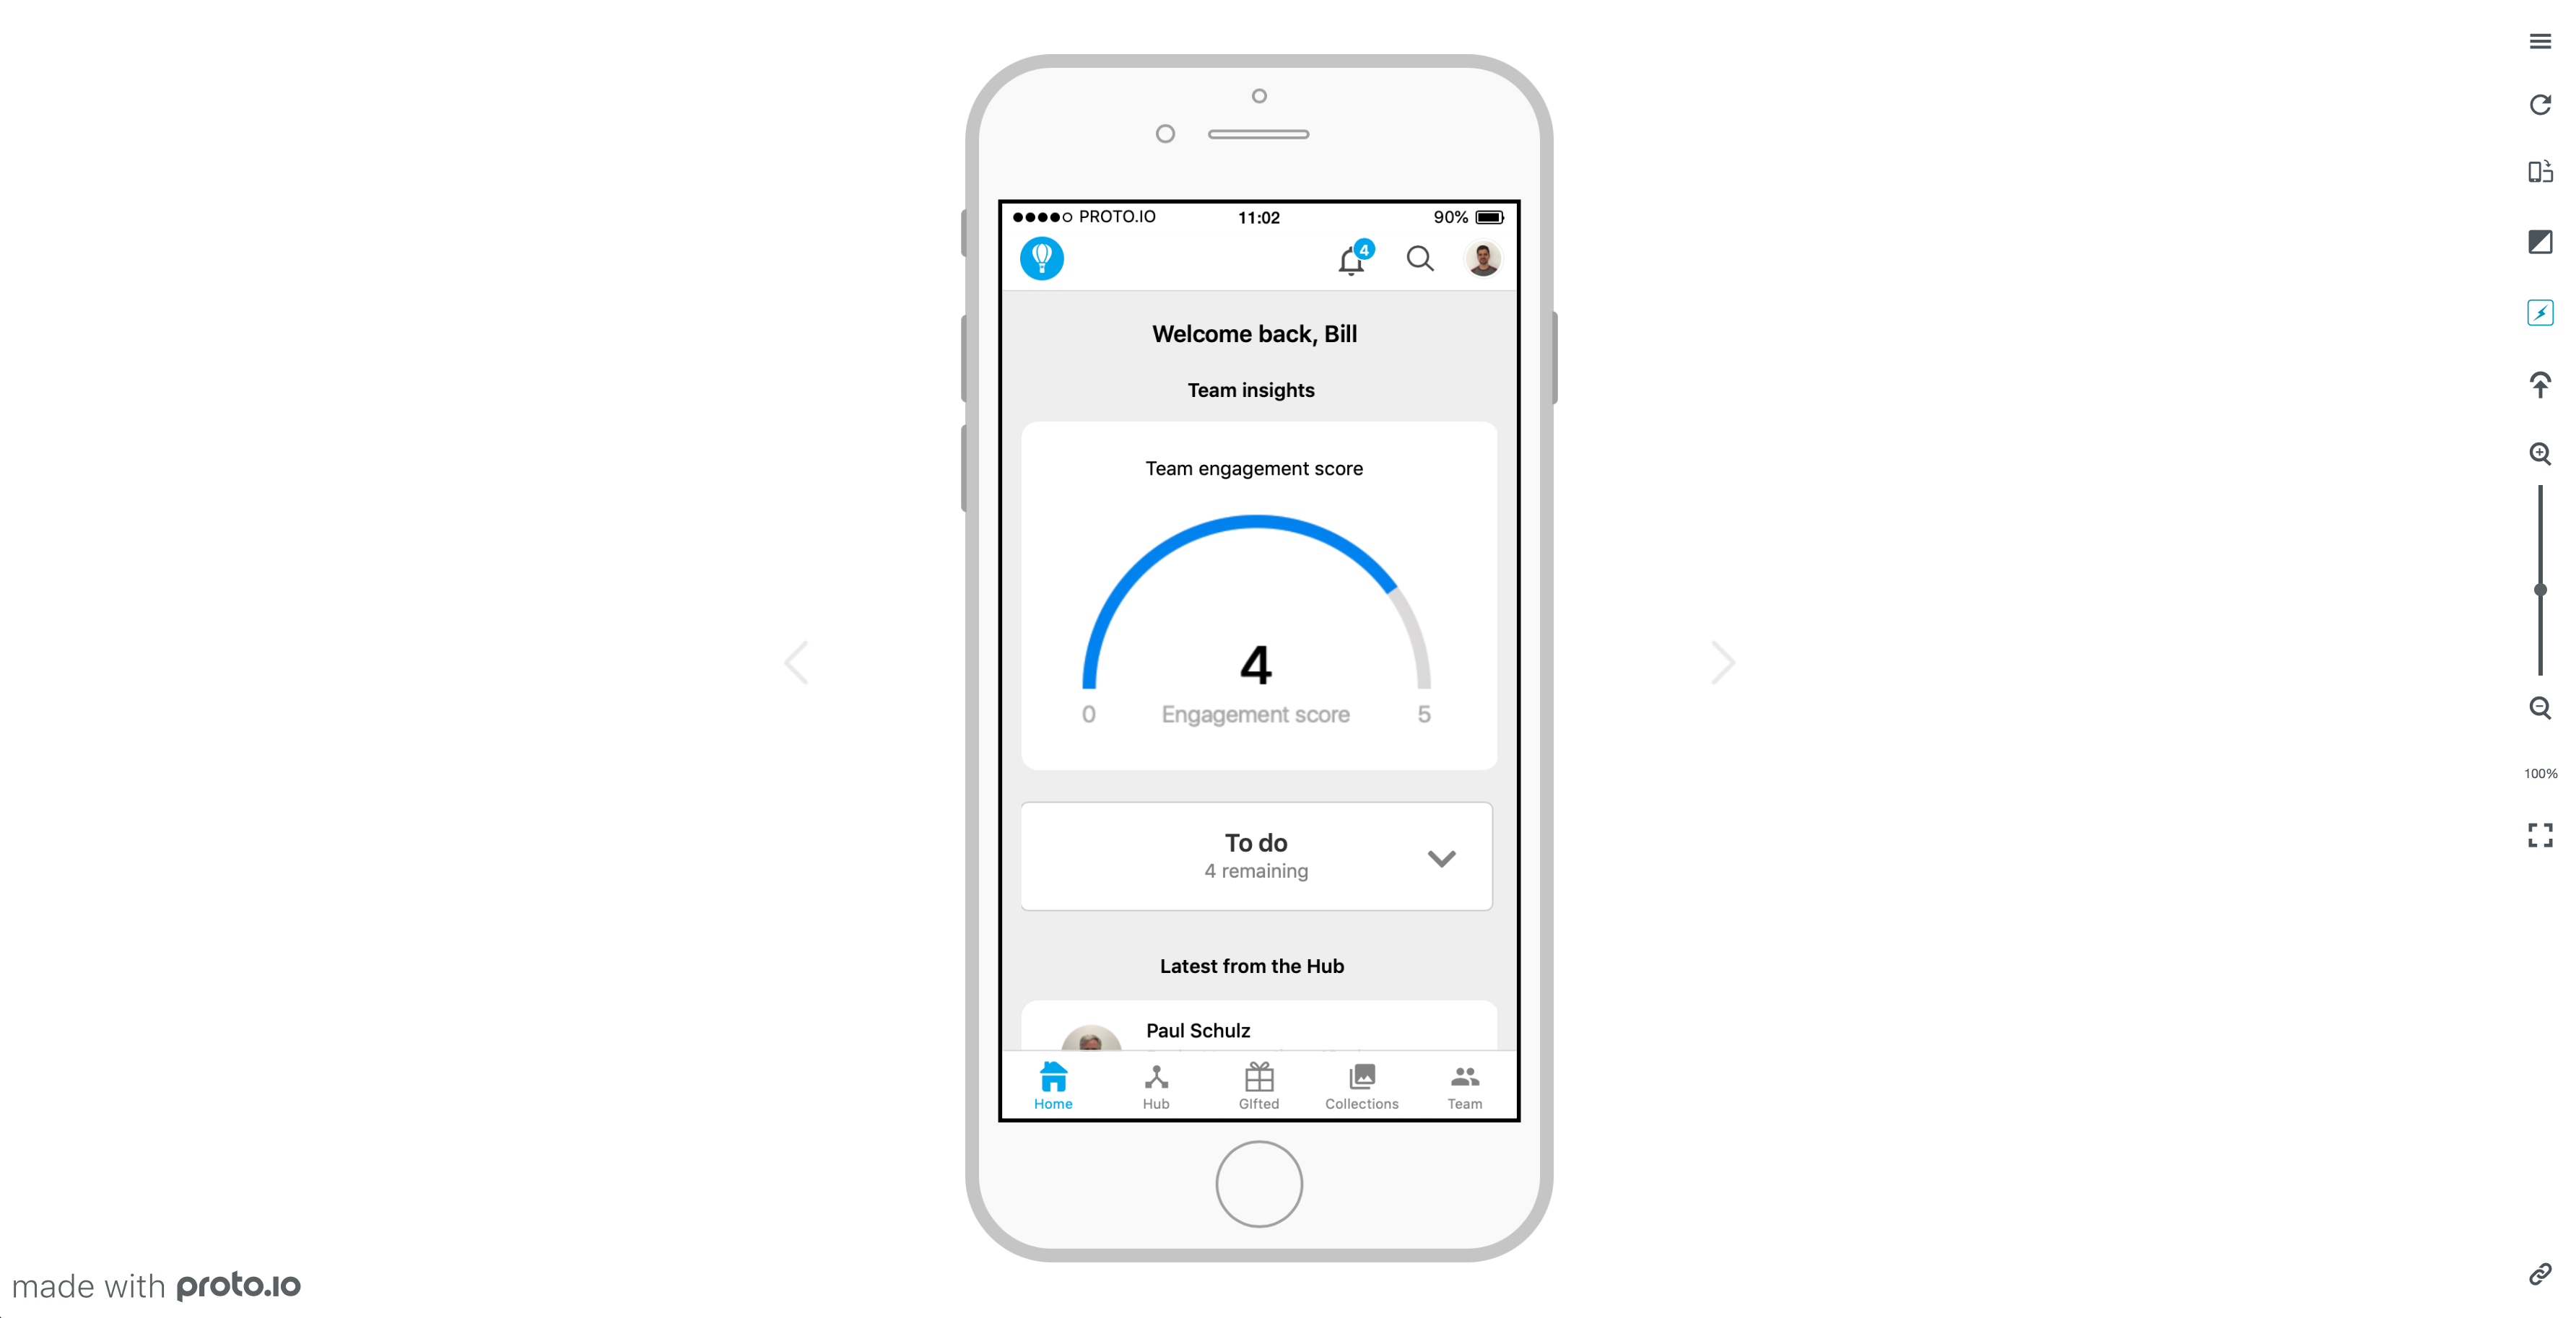 PROTO.IO 11:02 90%
4
Welcome back, Bill
Team insights
Team engagement score
4
0 Engagement score 5
To do
4 remaining
Latest from the Hub
Paul Schulz
Home Hub GIfted Collections Team
100%
made with proto.io